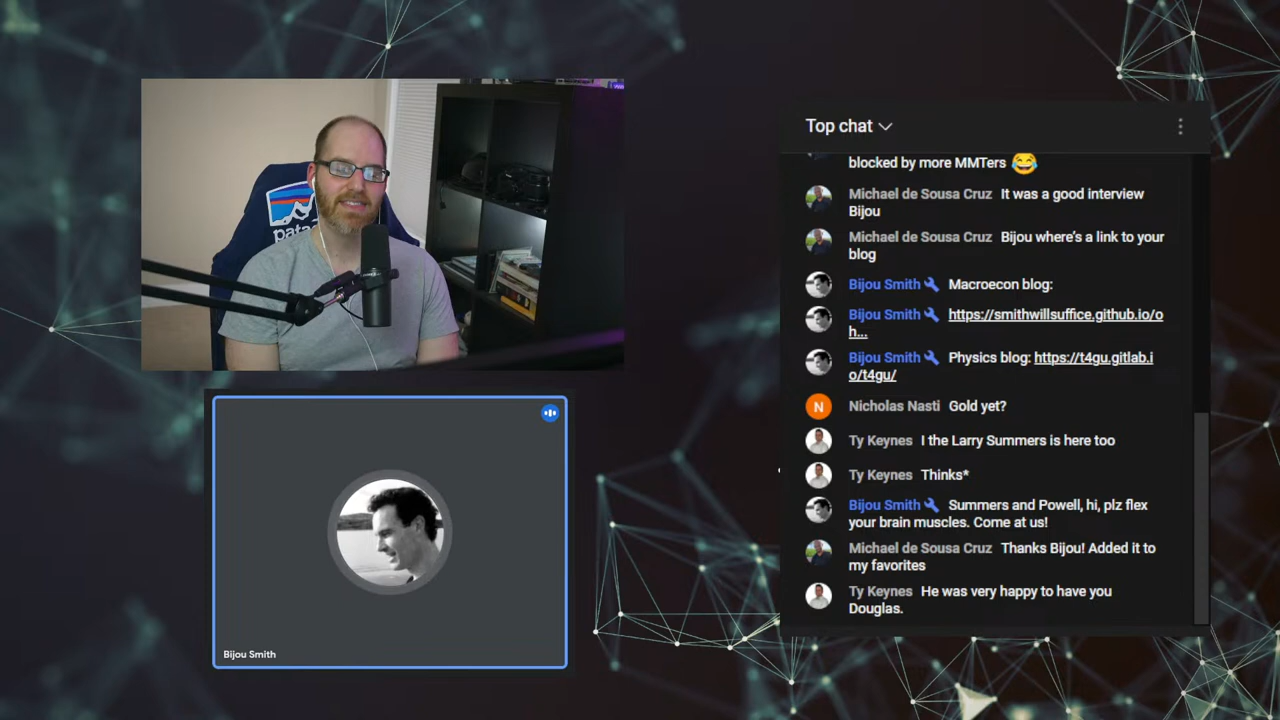 pata
Bijou Smith
Top chat
blocked by more MMTers 😂
Michael de Sousa Cruz It was a good interview
Bijou
Michael de Sousa Cruz Bijou where's a link to your
blog
Bijou Smith Macroecon blog:
Bijou Smith https://smithwillsuffice.github.io/o
h...
Bijou Smith Physics blog: https://t4gu.gitlab.i
o/t4gu/
N
Nicholas Nasti Gold yet?
Ty Keynes I the Larry Summers is here too
Ty Keynes Thinks*
Bijou Smith Summers and Powell, hi, plz flex
your brain muscles. Come at us!
Michael de Sousa Cruz Thanks Bijou! Added it to
my favorites
Ty Keynes He was very happy to have you
Douglas.